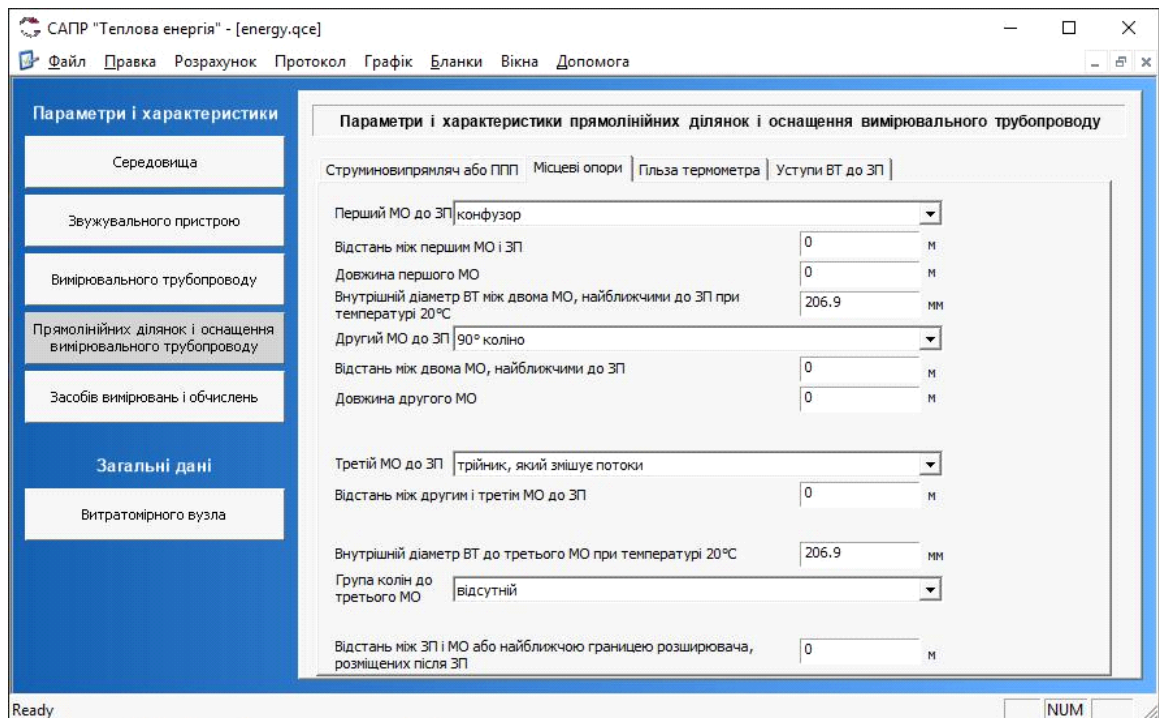 САПР "Теплова енергія" - [energy.qce]
Файл Правка Розрахунок Протокол Графік Бланки Вікна Допомога
Параметри і характеристики
Середовища
Звужувального пристрою
Вимірювального трубопроводу
Прямолінійних ділянок і оснащення
вимірювального трубопроводу
Засобів вимірювань і обчислень
Загальні дані
Витратомірного вузла
Параметри і характеристики прямолінійних ділянок і оснащення вимірювального трубопроводу
Струминовипрямляч або ППП Місцеві опори Гільза термометра Уступи ВТ до ЗП
Перший МО до ЗП конфузор
Відстань між першим МО і ЗП 0 м
Довжина першого МО 0 м
Внутрішній діаметр ВТ між двома МО, найближчими до ЗП при
температурі 20°C 206.9 мм
Другий МО до ЗП 90° коліно
Відстань між двома МО, найближчими до ЗП 0 м
Довжина другого МО 0 м
Третій МО до ЗП трійник, який змішує потоки
Відстань між другим і третім МО до ЗП 0 м
Внутрішній діаметр ВТ до третього МО при температурі 20°C 206.9 мм
Група колін до
третього МО відсутній
Відстань між ЗП і МО або найближчою границею розширювача,
розміщених після ЗП 0 м
Ready NUM